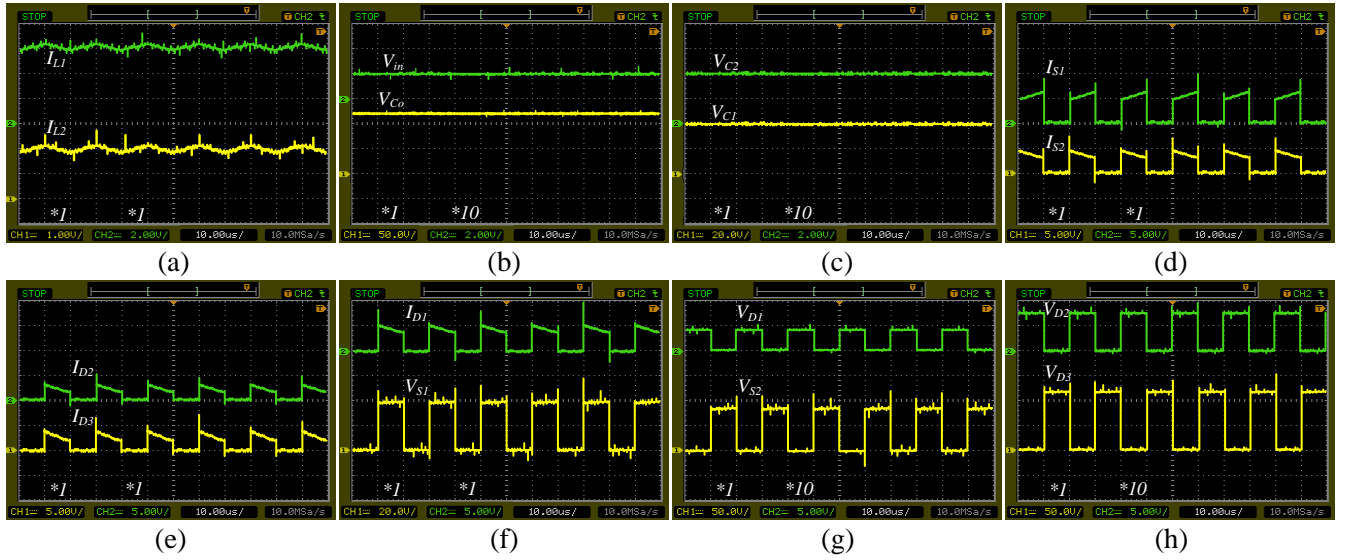 STOP T CH2
STOP T CH2
STOP T CH2
STOP T CH2
I_L1
I_L2
*1 *1
CH1 1.00V/ CH2 2.00V/ 10.00us/ 10.0MSa/s
V_in
V_Co
*1 *10
CH1 50.0V/ CH2 2.00V/ 10.00us/ 10.0MSa/s
V_C2
V_C1
*1 *10
CH1 20.0V/ CH2 2.00V/ 10.00us/ 10.0MSa/s
I_S1
I_S2
*1 *1
CH1 5.00V/ CH2 5.00V/ 10.00us/ 10.0MSa/s
(a) (b) (c) (d)
STOP T CH2
STOP T CH2
STOP T CH2
STOP T CH2
I_D2
I_D3
*1 *1
CH1 5.00V/ CH2 5.00V/ 10.00us/ 10.0MSa/s
I_D1
V_S1
*1 *1
CH1 20.0V/ CH2 5.00V/ 10.00us/ 10.0MSa/s
V_D1
V_S2
*1 *10
CH1 50.0V/ CH2 5.00V/ 10.00us/ 10.0MSa/s
V_D2
V_D3
*1 *10
CH1 50.0V/ CH2 5.00V/ 10.00us/ 10.0MSa/s
(e) (f) (g) (h)